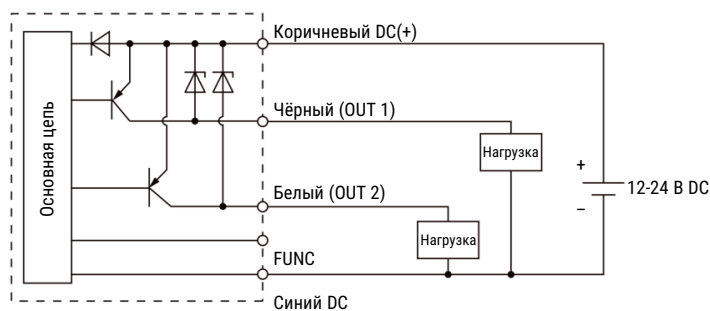 Коричневый DC(+)
Основная цепь
Чёрный (OUT 1)
Нагрузка
+
12-24 В DC
–
Белый (OUT 2)
Нагрузка
FUNC
Синий DC